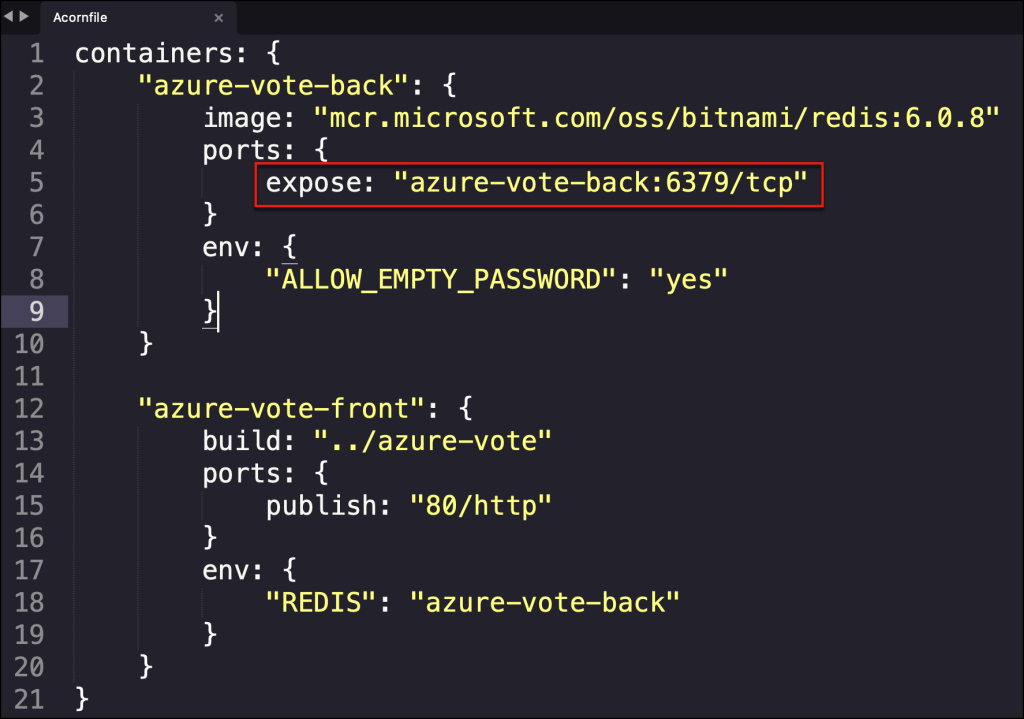 Acornfile ×
1 containers: {
2     "azure-vote-back": {
3         image: "mcr.microsoft.com/oss/bitnami/redis:6.0.8"
4         ports: {
5             expose: "azure-vote-back:6379/tcp"
6         }
7         env: {
8             "ALLOW_EMPTY_PASSWORD": "yes"
9         }
10     }
11
12     "azure-vote-front": {
13         build: "../azure-vote"
14         ports: {
15             publish: "80/http"
16         }
17         env: {
18             "REDIS": "azure-vote-back"
19         }
20     }
21 }